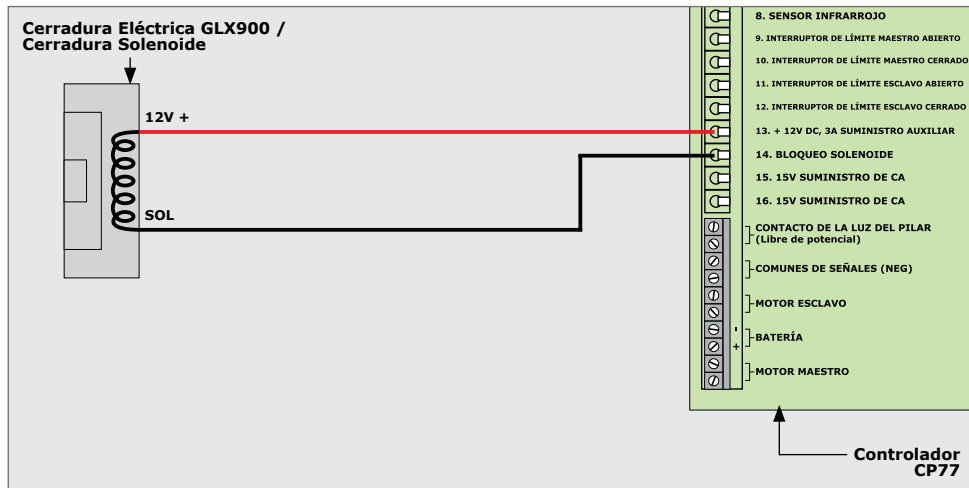 Cerradura Eléctrica GLX900 /
Cerradura Solenoide
12V +
SOL
8. SENSOR INFRARROJO
9. INTERRUPTOR DE LÍMITE MAESTRO ABIERTO
10. INTERRUPTOR DE LÍMITE MAESTRO CERRADO
11. INTERRUPTOR DE LÍMITE ESCLAVO ABIERTO
12. INTERRUPTOR DE LÍMITE ESCLAVO CERRADO
13. + 12V DC, 3A SUMINISTRO AUXILIAR
14. BLOQUEO SOLENOIDE
15. 15V SUMINISTRO DE CA
16. 15V SUMINISTRO DE CA
CONTACTO DE LA LUZ DEL PILAR
(Libre de potencial)
COMUNES DE SEÑALES (NEG)
MOTOR ESCLAVO
-
BATERÍA
+
MOTOR MAESTRO
Controlador
CP77